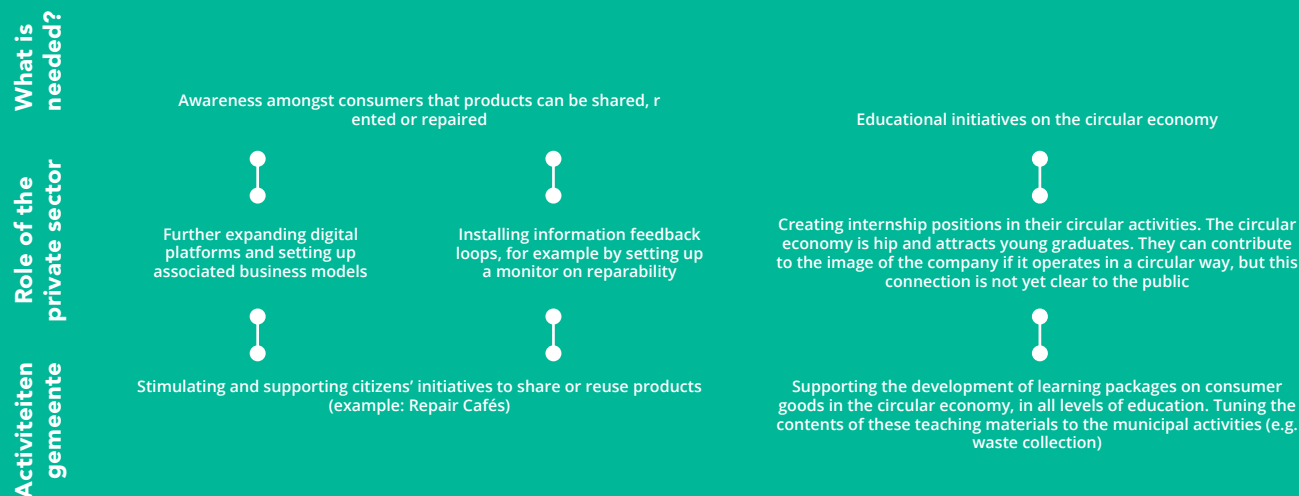 What is
needed?
Awareness amongst consumers that products can be shared, r
ented or repaired
Educational initiatives on the circular economy
Role of the
private sector
Further expanding digital
platforms and setting up
associated business models
Installing information feedback
loops, for example by setting up
a monitor on reparability
Creating internship positions in their circular activities. The circular
economy is hip and attracts young graduates. They can contribute
to the image of the company if it operates in a circular way, but this
connection is not yet clear to the public
Activiteiten
gemeente
Stimulating and supporting citizens’ initiatives to share or reuse products
(example: Repair Cafés)
Supporting the development of learning packages on consumer
goods in the circular economy, in all levels of education. Tuning the
contents of these teaching materials to the municipal activities (e.g.
waste collection)